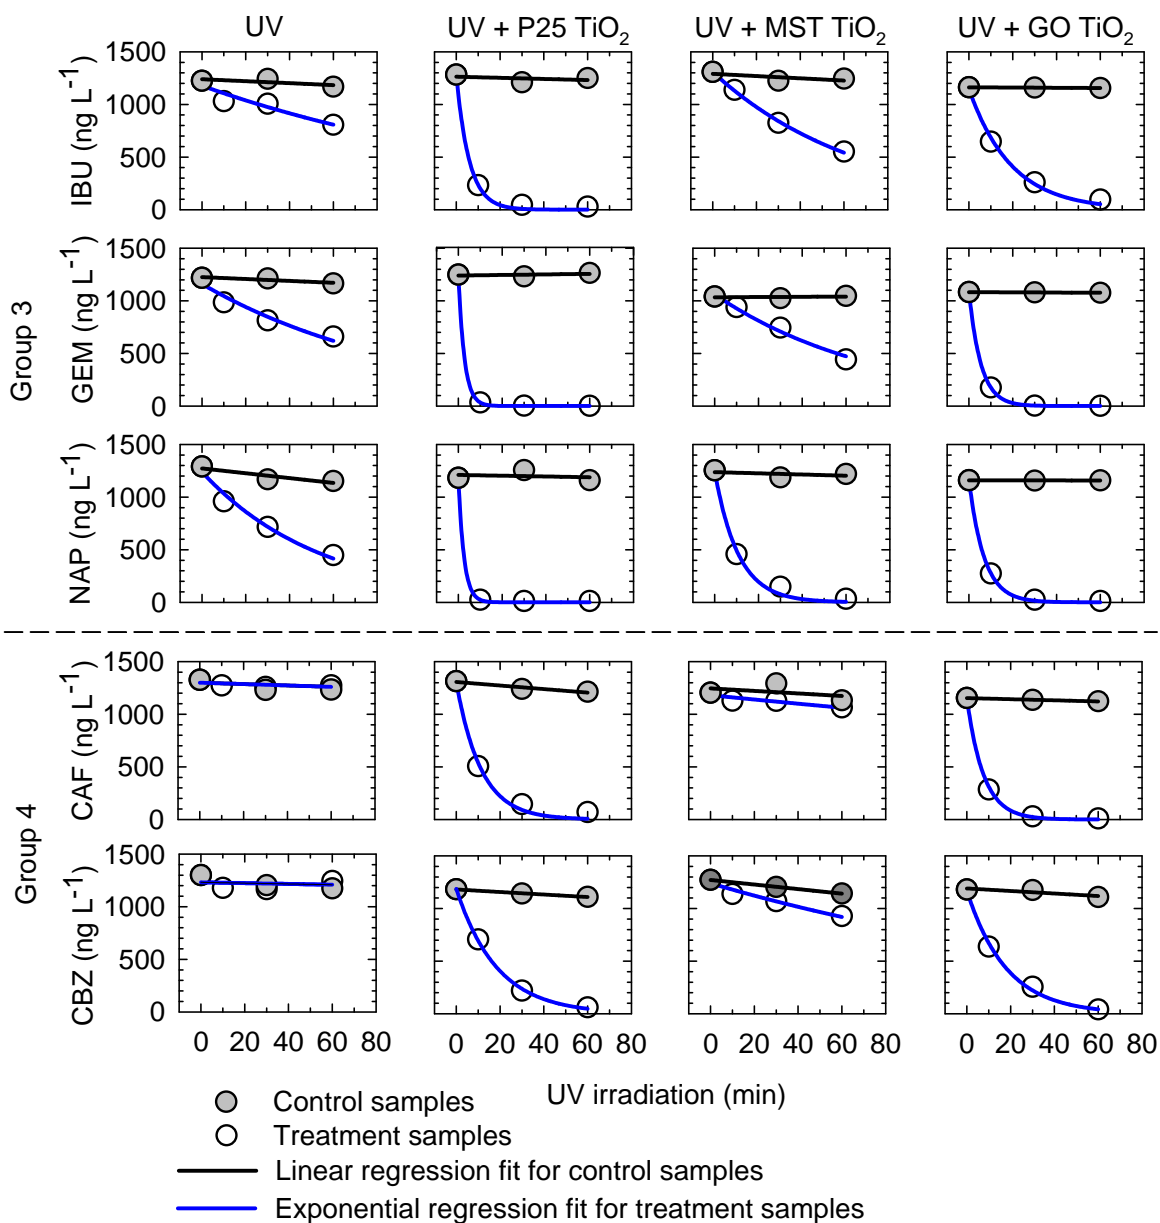 UV UV + P25 TiO₂ UV + MST TiO₂ UV + GO TiO₂
Group 3
IBU (ng L⁻¹)
1500
1000
500
0
GEM (ng L⁻¹)
1500
1000
500
0
NAP (ng L⁻¹)
1500
1000
500
0
Group 4
CAF (ng L⁻¹)
1500
1000
500
0
CBZ (ng L⁻¹)
1500
1000
500
0
0 20 40 60 80 0 20 40 60 80 0 20 40 60 80 0 20 40 60 80
UV irradiation (min)
Control samples
Treatment samples
Linear regression fit for control samples
Exponential regression fit for treatment samples